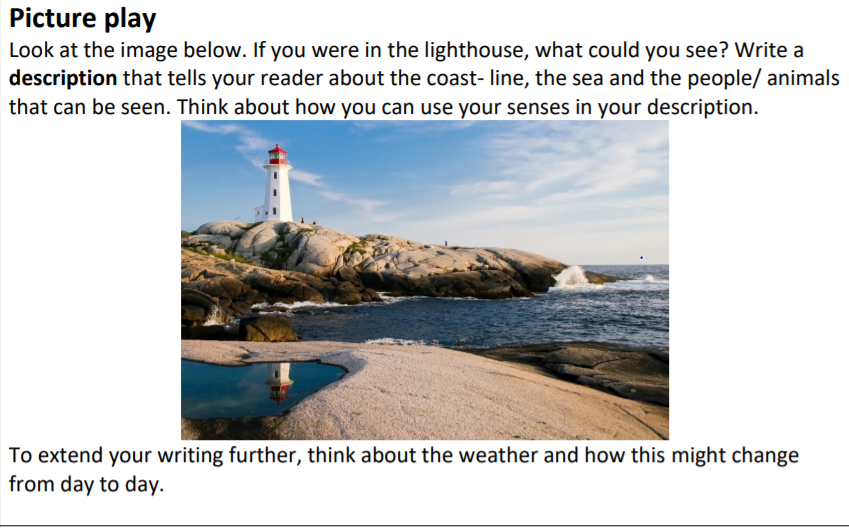 Picture play
Look at the image below. If you were in the lighthouse, what could you see? Write a
description that tells your reader about the coast- line, the sea and the people/ animals
that can be seen. Think about how you can use your senses in your description.
To extend your writing further, think about the weather and how this might change
from day to day.